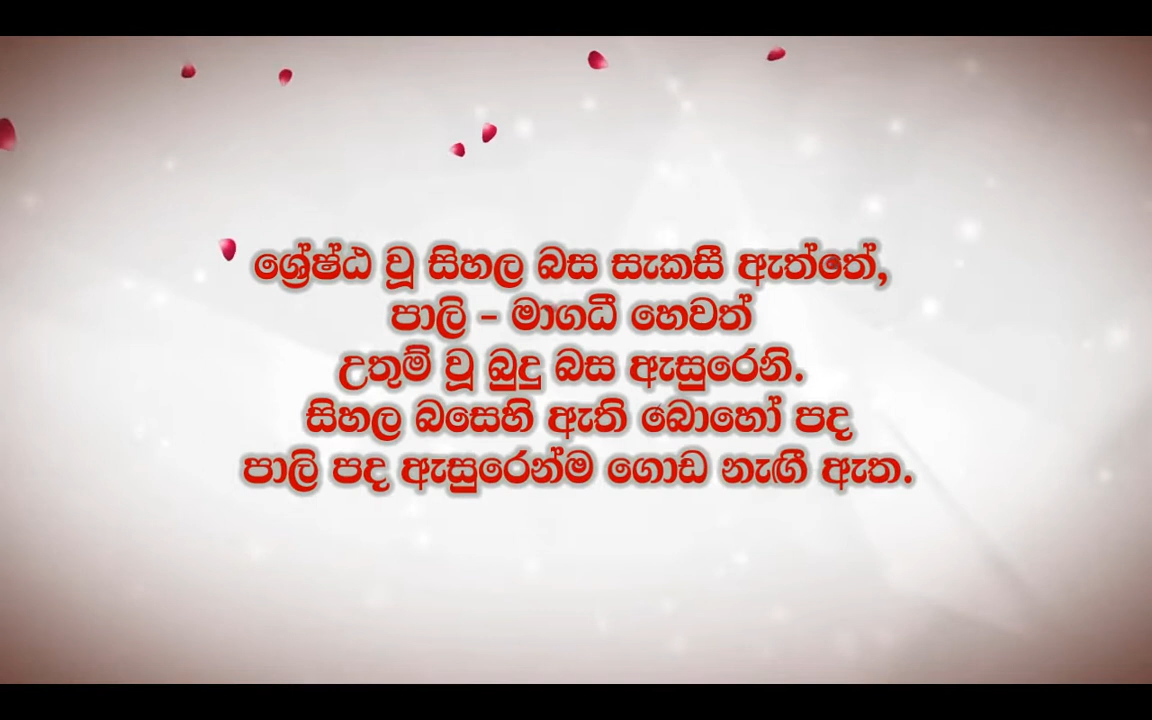 ශ්‍රේෂ්ඨ වූ සිහල බස සැකසී ඇත්තේ,
පාලි - මාගධී හෙවත්
උතුම් වූ බුදු බස ඇසුරෙනි.
සිහල බසෙහි ඇති බොහෝ පද
පාලි පද ඇසුරෙන්ම ගොඩ නැඟී ඇත.